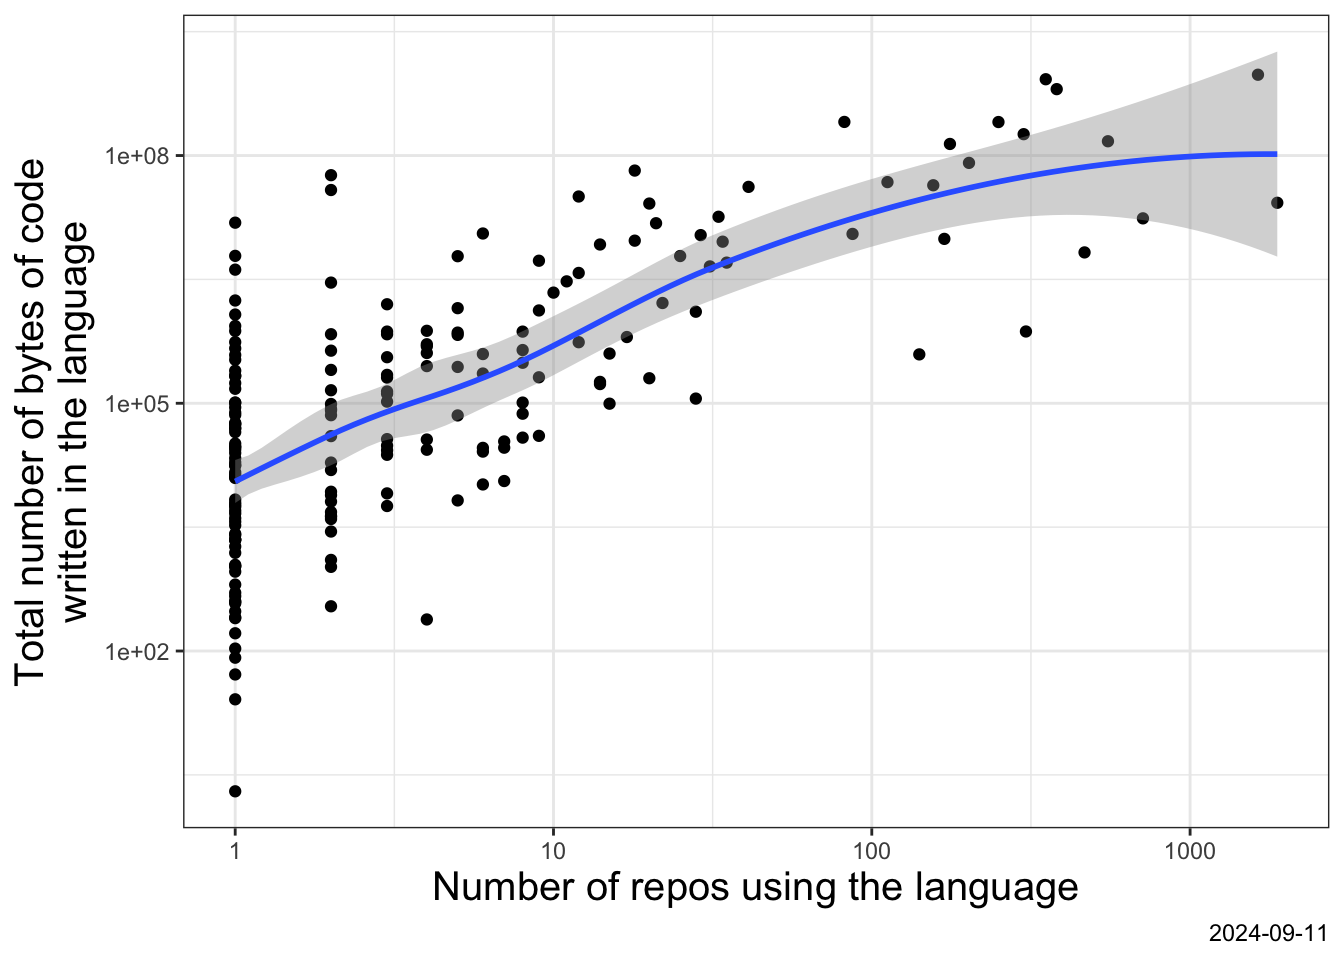 Total number of bytes of code
written in the language
1e+08
1e+05
1e+02
1
10
100
1000
Number of repos using the language
2024-09-11